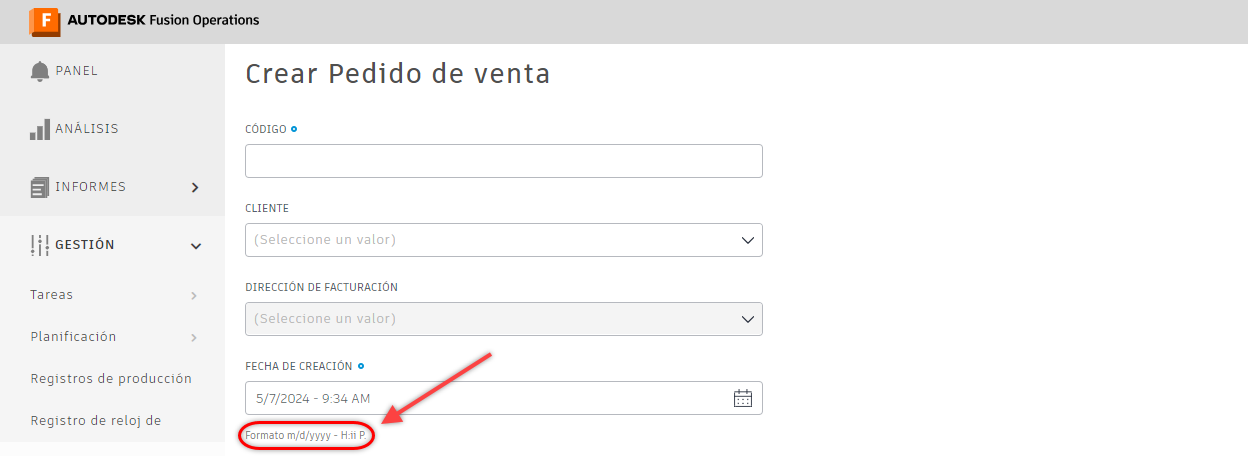 F AUTODESK Fusion Operations
PANEL
ANÁLISIS
INFORMES
GESTIÓN
Tareas
Planificación
Registros de producción
Registro de reloj de
Crear Pedido de venta
CÓDIGO
CLIENTE
(Seleccione un valor)
DIRECCIÓN DE FACTURACIÓN
(Seleccione un valor)
FECHA DE CREACIÓN
5/7/2024 - 9:34 AM
Formato m/d/yyyy - H:ii P.